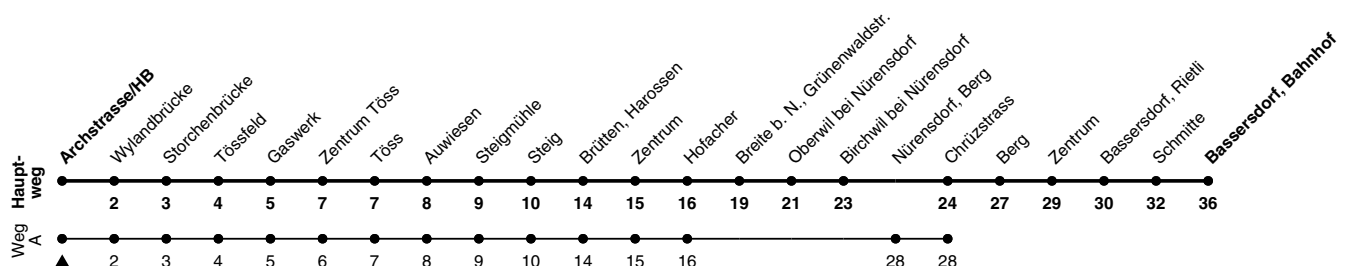 Archstrasse/HB
Wylandbrücke
Storchenbrücke
Tössfeld
Gaswerk
Zentrum Töss
Töss
Auwiesen
Steigmühle
Steig
Brütten, Harossen
Zentrum
Hofacher
Breite b. N., Grünenwaldstr.
Oberwil bei Nürensdorf
Birchwil bei Nürensdorf
Nürensdorf, Berg
Chrüzstrass
Berg
Zentrum
Bassersdorf, Rietli
Schmitte
Bassersdorf, Bahnhof
Haupt-
weg
2 3 4 5 7 7 8 9 10 14 15 16 19 21 23 24 27 29 30 32 36
Weg
A
2 3 4 5 6 7 8 9 10 14 15 16 28 28